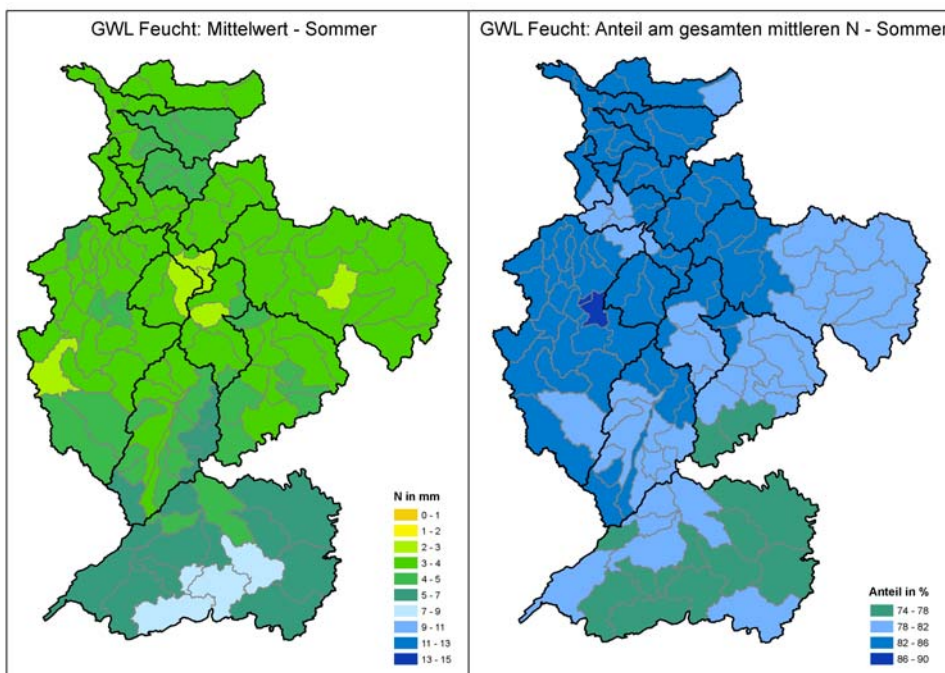 GWL Feucht: Mittelwert - Sommer
N in mm
0 - 1
1 - 2
2 - 3
3 - 4
4 - 5
5 - 7
7 - 9
9 - 11
11 - 13
13 - 15
GWL Feucht: Anteil am gesamten mittleren N - Sommer
Anteil in %
74 - 78
78 - 82
82 - 86
86 - 90